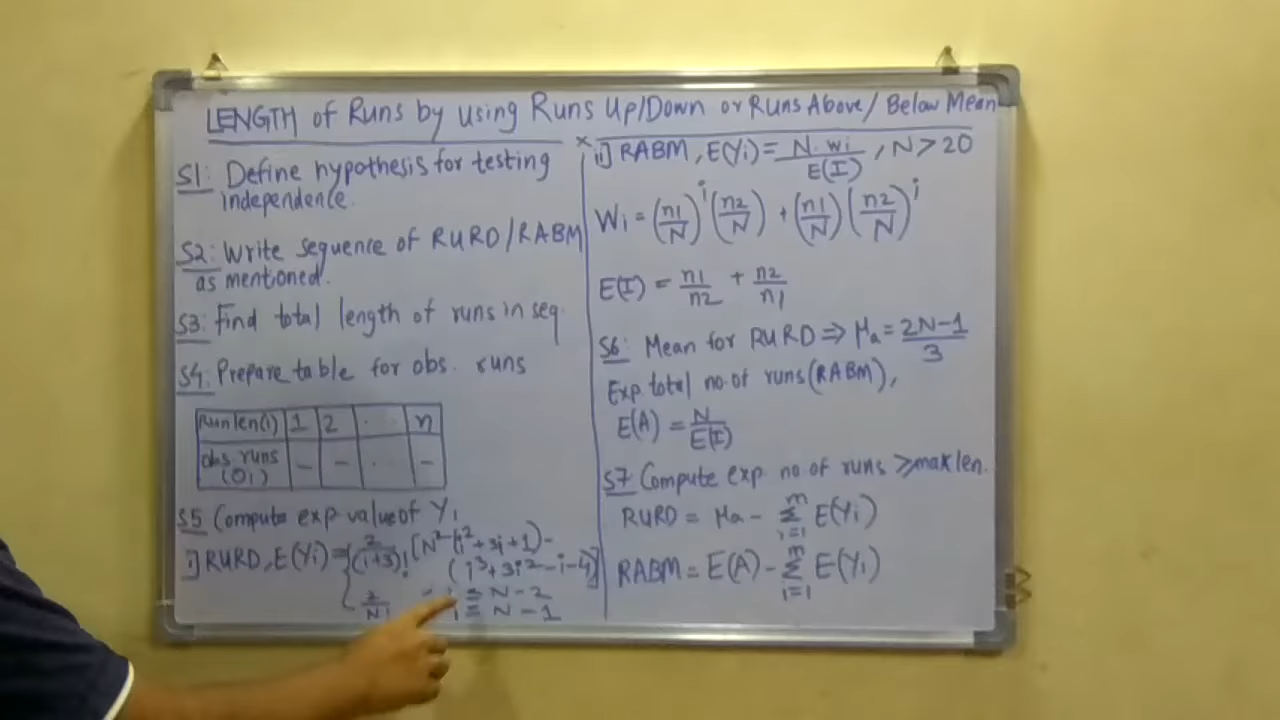 LENGTH of Runs by using Runs Up/Down or Runs Above/Below Mean
S1: Define hypothesis for testing
independence.
S2: Write sequence of RURD/RABM
as mentioned.
S3: Find total length of runs in seq.
S4: Prepare table for obs. runs
Run len(i) 1 2 . . n
obs. runs (Oi) – – . . –
S5 Compute exp value of Yi
i] RURD, E(Yi) = { 2/(i+3)! [N²-(i²+3i+1)-
(i³+3i²-i-4)]
i ≤ N-2
2/N! i = N-1
ii] RABM, E(Yi) = N.wi/E(I), N>20
Wi = (n1/N)^i (n2/N) + (n1/N) (n2/N)^i
E(I) = n1/n2 + n2/n1
S6: Mean for RURD ⇒ μa = 2N-1/3
Exp total no. of runs (RABM),
E(A) = N/E(I)
S7 Compute exp no. of runs ≥ max len.
RURD = μa - Σ_{i=1}^{m} E(Yi)
RABM = E(A) - Σ_{i=1}^{m} E(Yi)